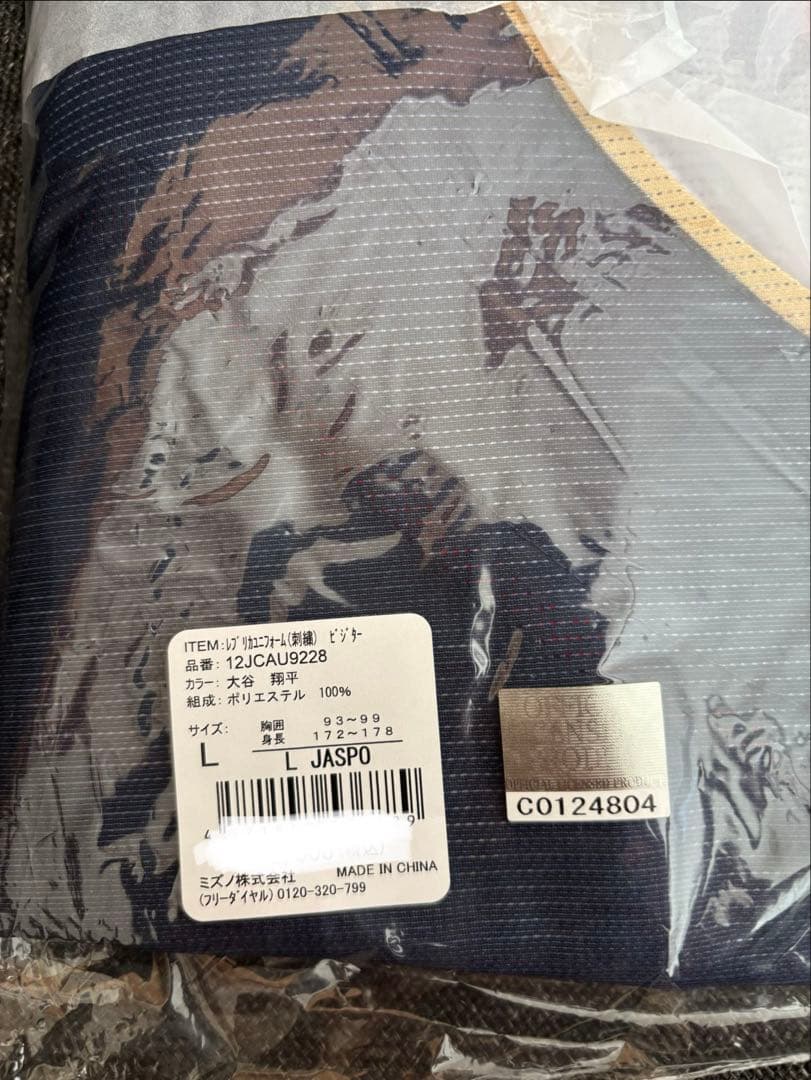 ITEM:ﾚﾌﾟﾘｶﾕﾆﾌｫｰﾑ(刺繍) ﾋﾞｼﾞﾀｰ
品番:12JCAU9228
ｶﾗｰ:大谷 翔平
組成:ポリエステル 100%
サイズ: 胸囲 93~99
身長 172~178
L
L JASPO
ミズノ株式会社 MADE IN CHINA
(ﾌﾘｰﾀﾞｲﾔﾙ)0120-320-799
OFFICIAL LICENSED PRODUCT
C0124804